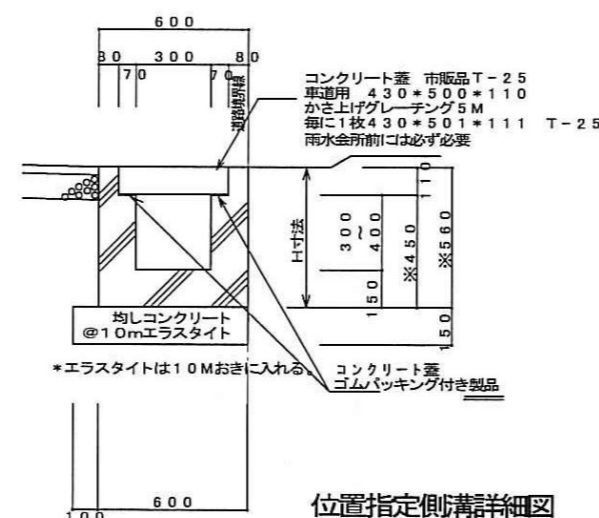 600
80 300 80
70 70
道路境界線
コンクリート蓋 市販品T-25
車道用 430*500*110
かさ上げグレーチング5M
毎に1枚430*501*111 T-25
雨水会所前には必ず必要
H寸法
300~400
150
110
※450
※560
150
均しコンクリート
@10mエラスタイト
*エラスタイトは10Mおきに入れる。
コンクリート蓋
ゴムパッキング付き製品
600
100
位置指定側溝詳細図